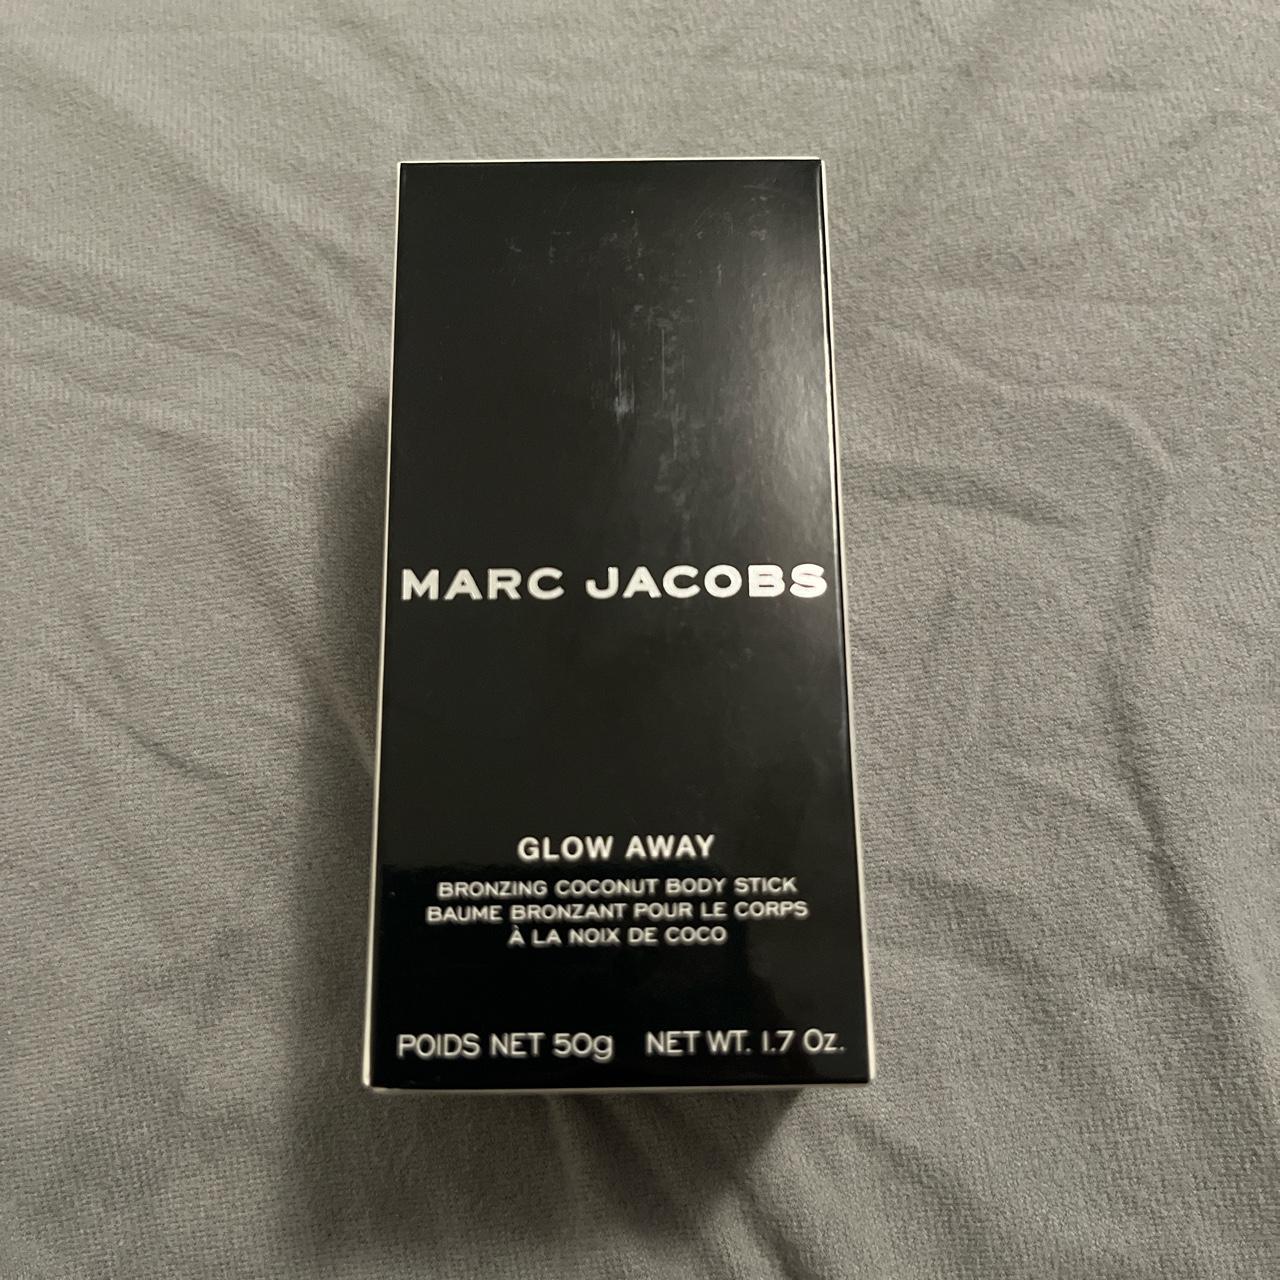 MARC JACOBS
GLOW AWAY
BRONZING COCONUT BODY STICK
BAUME BRONZANT POUR LE CORPS
À LA NOIX DE COCO
POIDS NET 50g NET WT. 1.7 Oz.